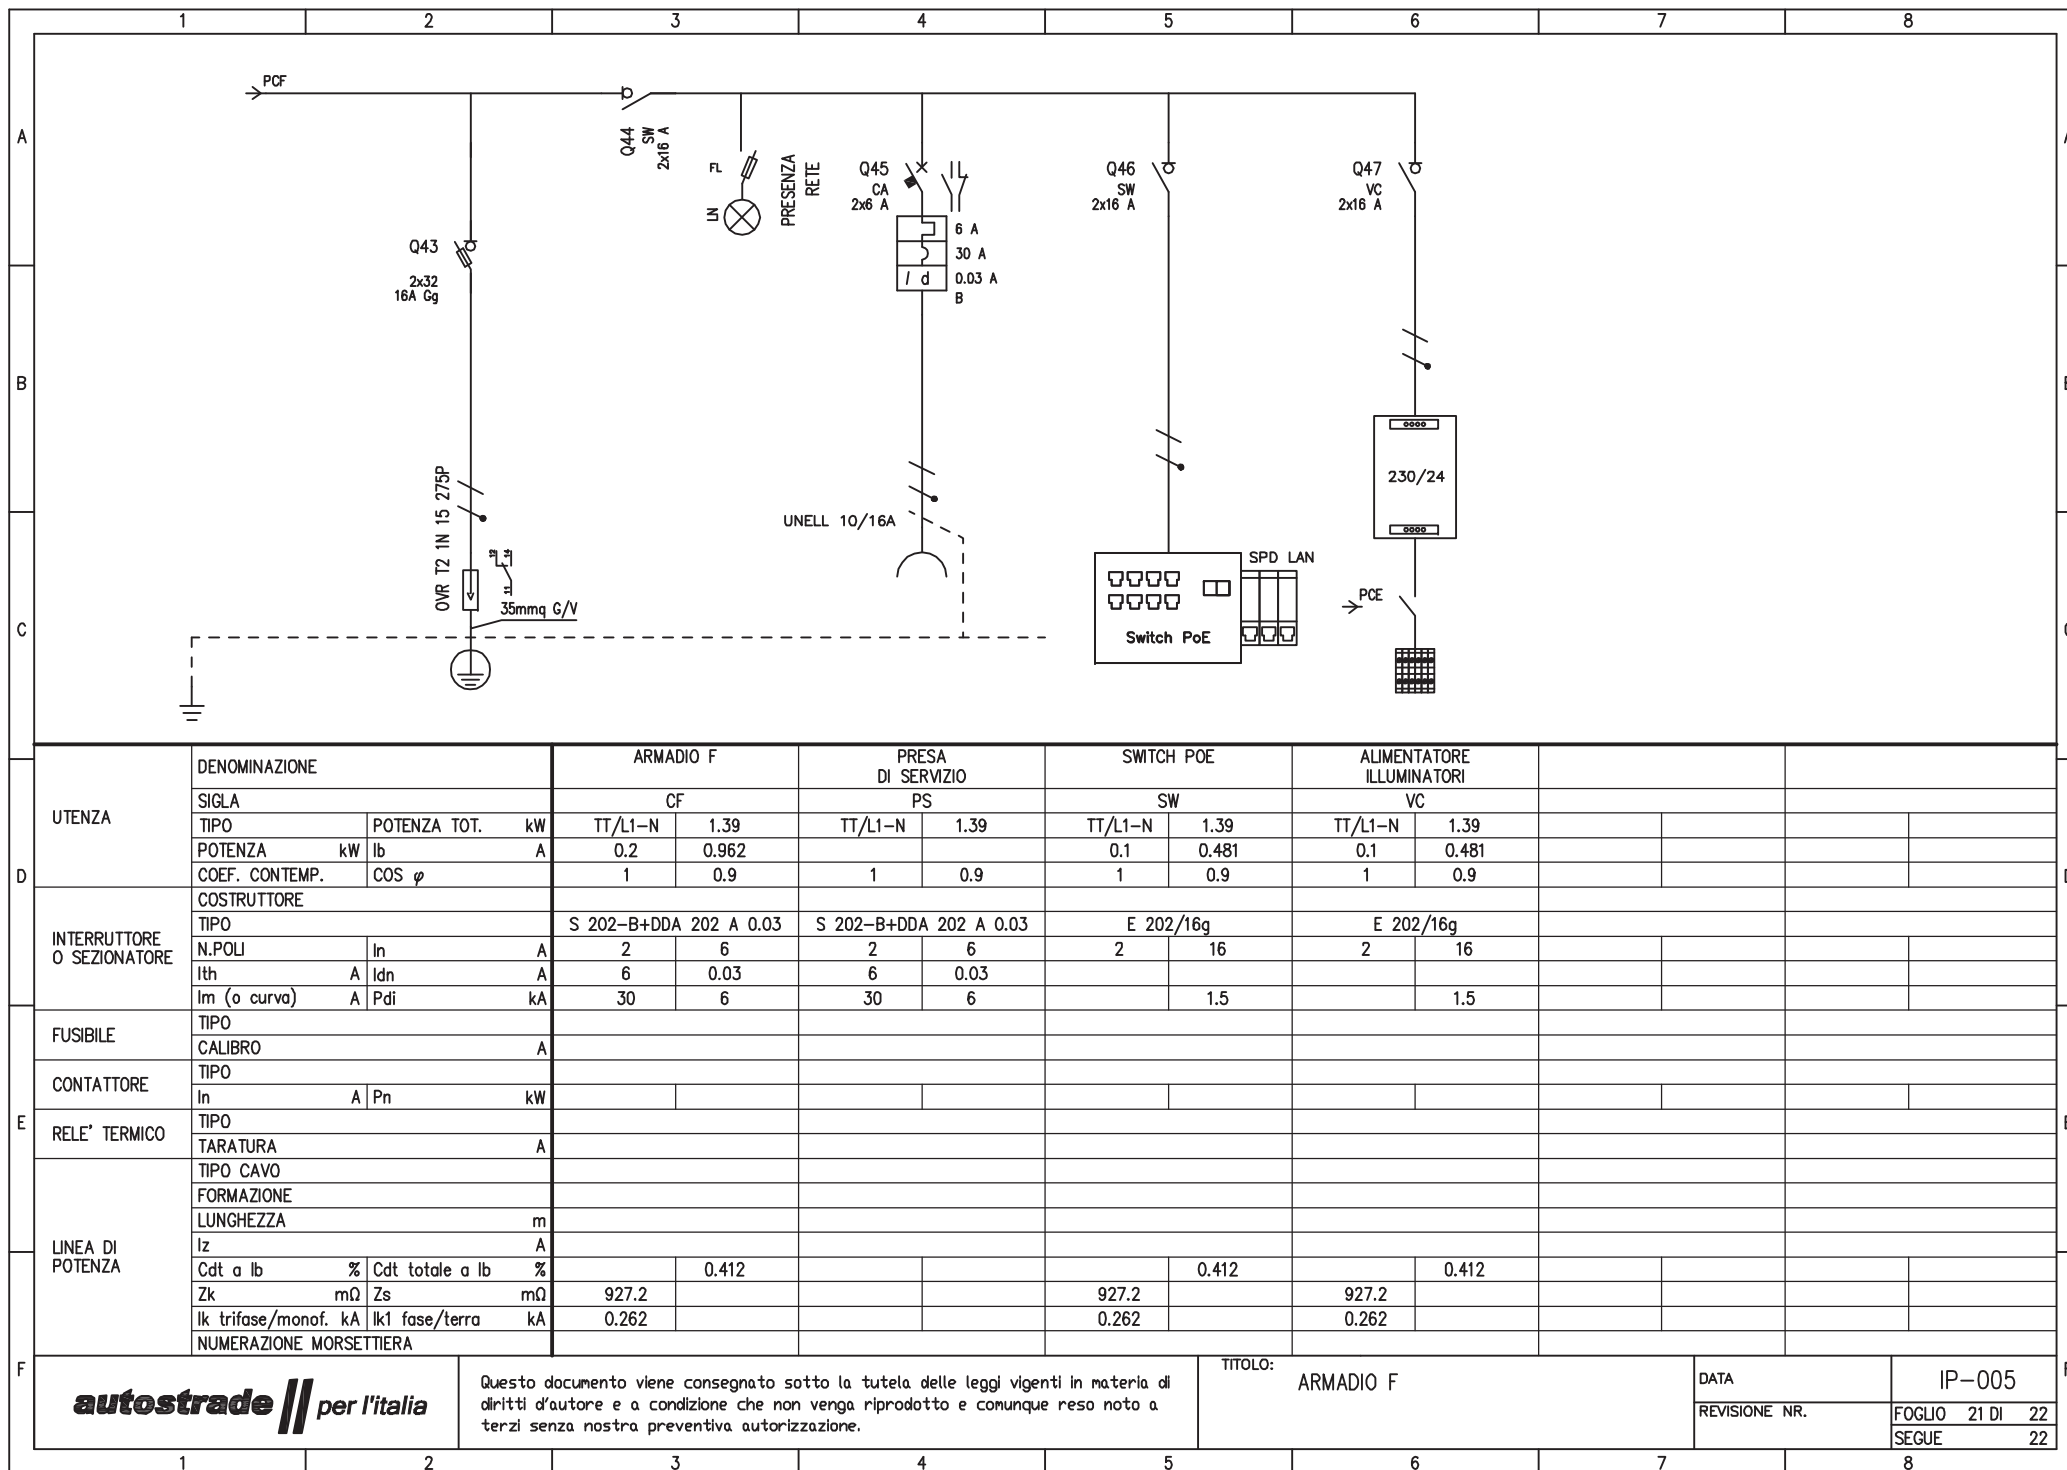 1 2 3 4 5 6 7 8
PCF
A
Q44
SW
2x16 A
FL
LN
PRESENZA
RETE
Q45
CA
2x6 A
6 A
30 A
I d 0.03 A
B
Q46
SW
2x16 A
Q47
VC
2x16 A
Q43
2x32
16A Gg
B
230/24
OVR T2 1N 15 275P
UNELL 10/16A
12 14
11
35mmq G/V
SPD LAN
Switch PoE
PCE
C
UTENZA
DENOMINAZIONE ARMADIO F PRESA DI SERVIZIO SWITCH POE ALIMENTATORE ILLUMINATORI
SIGLA CF PS SW VC
TIPO POTENZA TOT. kW TT/L1-N 1.39 TT/L1-N 1.39 TT/L1-N 1.39 TT/L1-N 1.39
POTENZA kW Ib A 0.2 0.962 0.1 0.481 0.1 0.481
D COEF. CONTEMP. COS φ 1 0.9 1 0.9 1 0.9 1 0.9
INTERRUTTORE
O SEZIONATORE
COSTRUTTORE
TIPO S 202-B+DDA 202 A 0.03 S 202-B+DDA 202 A 0.03 E 202/16g E 202/16g
N.POLI In A 2 6 2 6 2 16 2 16
Ith A Idn A 6 0.03 6 0.03
Im (o curva) A Pdi kA 30 6 30 6 1.5 1.5
FUSIBILE
TIPO
CALIBRO A
CONTATTORE
TIPO
In A Pn kW
E RELE' TERMICO
TIPO
TARATURA A
LINEA DI
POTENZA
TIPO CAVO
FORMAZIONE
LUNGHEZZA m
Iz A
Cdt a Ib % Cdt totale a Ib % 0.412 0.412 0.412
Zk mΩ Zs mΩ 927.2 927.2 927.2
Ik trifase/monof. kA Ik1 fase/terra kA 0.262 0.262 0.262
NUMERAZIONE MORSETTIERA
F
autostrade per l'italia
Questo documento viene consegnato sotto la tutela delle leggi vigenti in materia di
diritti d'autore e a condizione che non venga riprodotto e comunque reso noto a
terzi senza nostra preventiva autorizzazione.
TITOLO:
ARMADIO F
DATA
REVISIONE NR.
IP-005
FOGLIO 21 DI 22
SEGUE 22
1 2 3 4 5 6 7 8